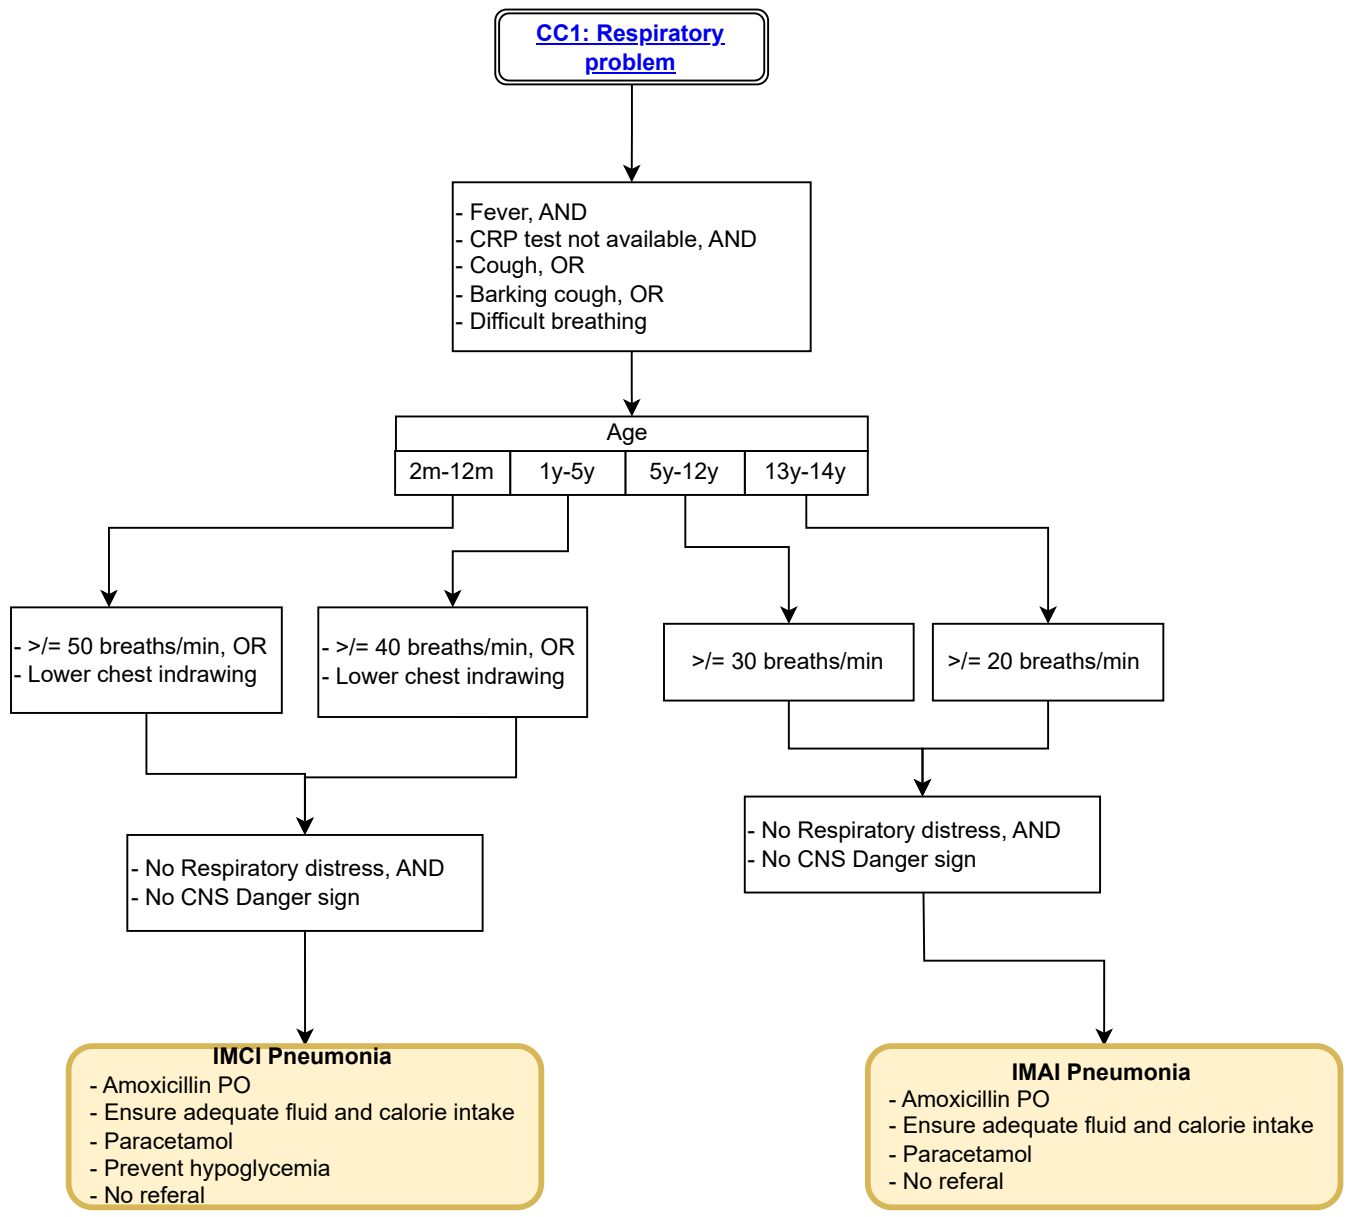 CC1: Respiratory
problem
- Fever, AND
- CRP test not available, AND
- Cough, OR
- Barking cough, OR
- Difficult breathing
Age
2m-12m
1y-5y
5y-12y
13y-14y
- >/= 50 breaths/min, OR
- Lower chest indrawing
- >/= 40 breaths/min, OR
- Lower chest indrawing
>/= 30 breaths/min
>/= 20 breaths/min
- No Respiratory distress, AND
- No CNS Danger sign
- No Respiratory distress, AND
- No CNS Danger sign
IMCI Pneumonia
- Amoxicillin PO
- Ensure adequate fluid and calorie intake
- Paracetamol
- Prevent hypoglycemia
- No referal
IMAI Pneumonia
- Amoxicillin PO
- Ensure adequate fluid and calorie intake
- Paracetamol
- No referal